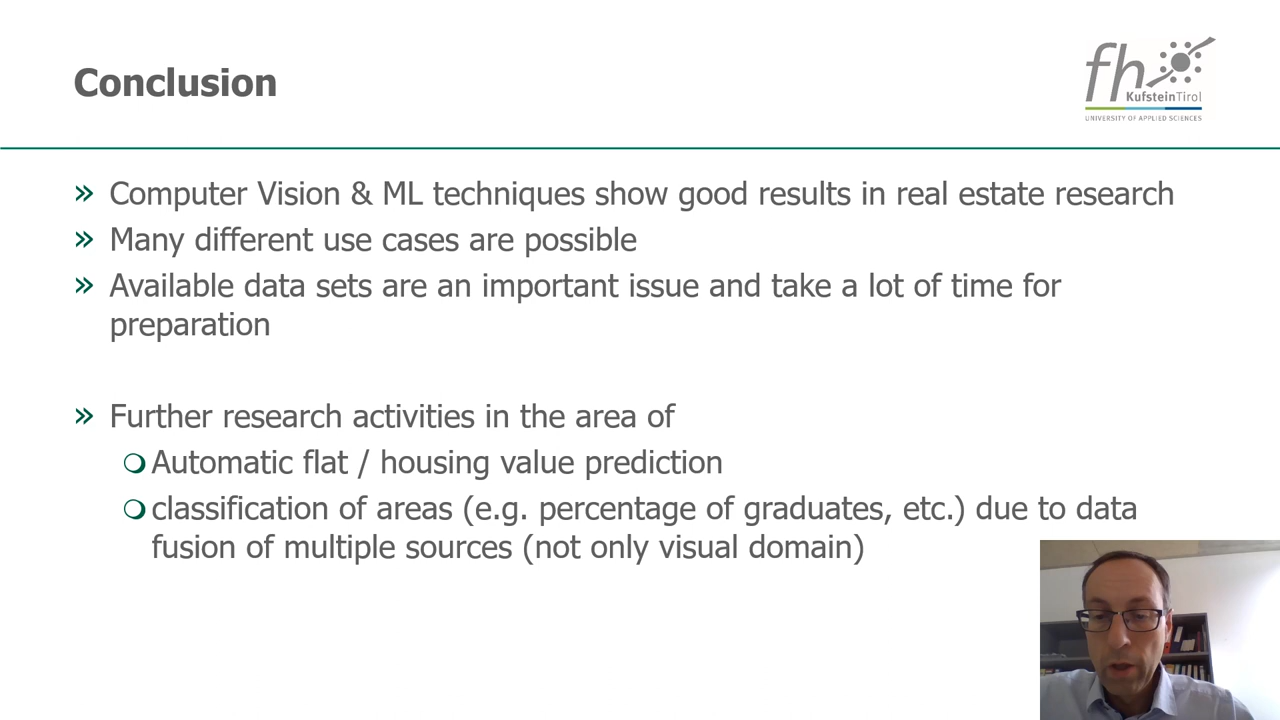 Conclusion
fh
KufsteinTirol
UNIVERSITY OF APPLIED SCIENCES
» Computer Vision & ML techniques show good results in real estate research
» Many different use cases are possible
» Available data sets are an important issue and take a lot of time for
preparation
» Further research activities in the area of
Automatic flat / housing value prediction
classification of areas (e.g. percentage of graduates, etc.) due to data
fusion of multiple sources (not only visual domain)